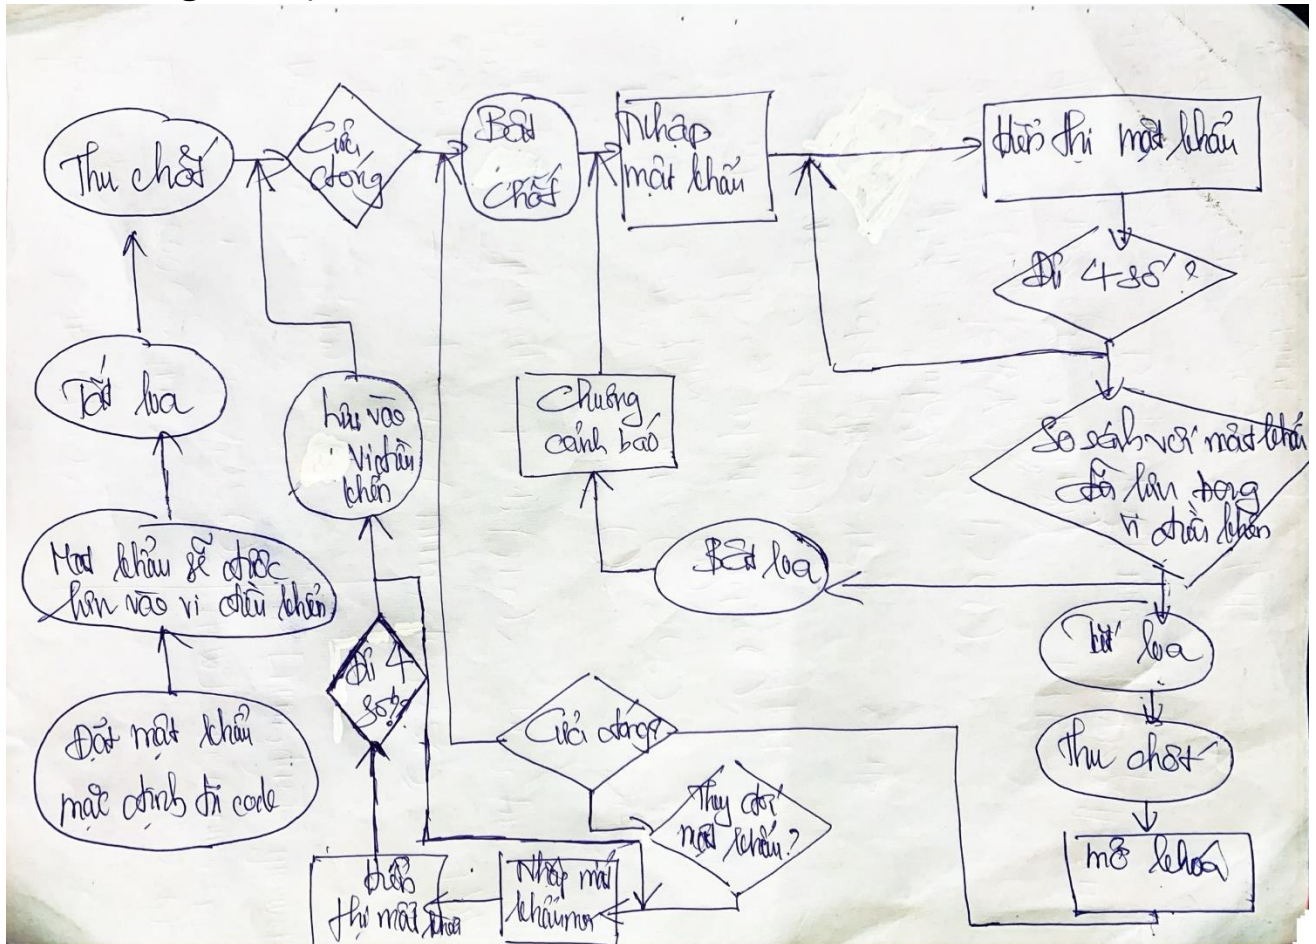 Thu chốt
Cửa
đóng
Bật
chốt
Nhập
mật khẩu
Hiển thị mật khẩu
Đủ 4 số?
Tắt loa
Lưu vào
vi điều
khiển
Chuông
cảnh báo
So sánh với mật khẩu
đã lưu trong
vi điều khiển
Mật khẩu sẽ được
lưu vào vi điều khiển
Bật loa
Đủ 4
số?
Tắt loa
Đặt mật khẩu
mặc định từ code
Cửa đóng?
Thay đổi
mật khẩu?
Thu chốt
mở khoá
Hiển
thị mật khẩu
Nhập mật
khẩu mới